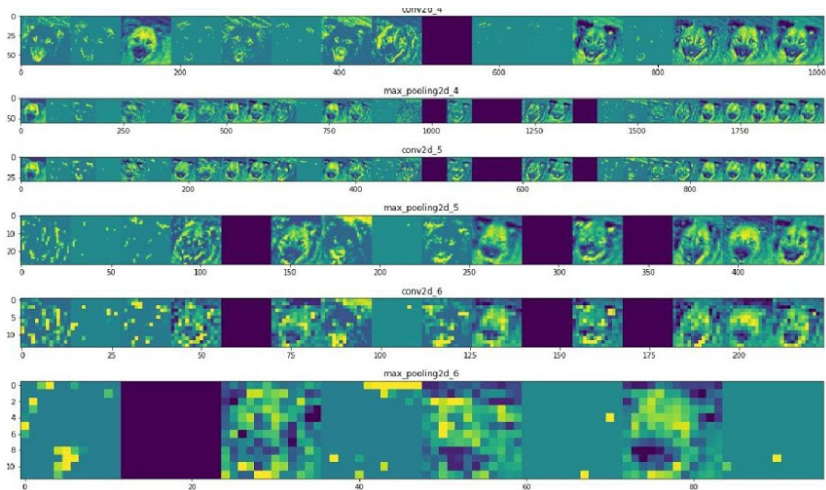 conv2d_4
0
25
50
0 200 400 600 800 1000
max_pooling2d_4
0
50
0 250 500 750 1000 1250 1500 1750
conv2d_5
0
25
0 200 400 600 800
max_pooling2d_5
0
10
20
0 50 100 150 200 250 300 350 400
conv2d_6
0
5
10
0 25 50 75 100 125 150 175 200
max_pooling2d_6
0
2
4
6
8
10
0 20 40 60 80